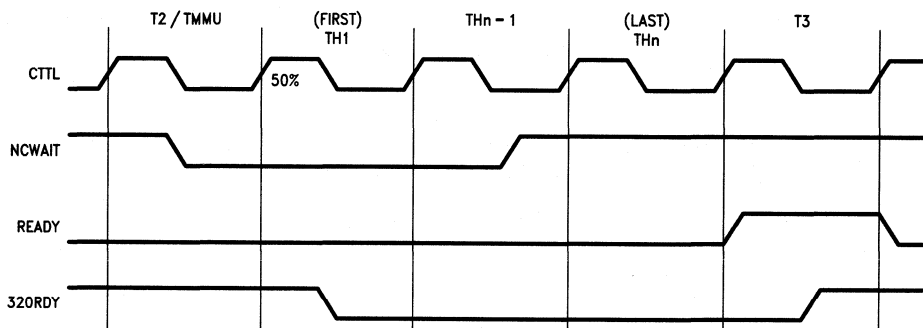 T2 / TMMU
(FIRST)
TH1
THn – 1
(LAST)
THn
T3
CTTL
50%
NCWAIT
READY
320RDY